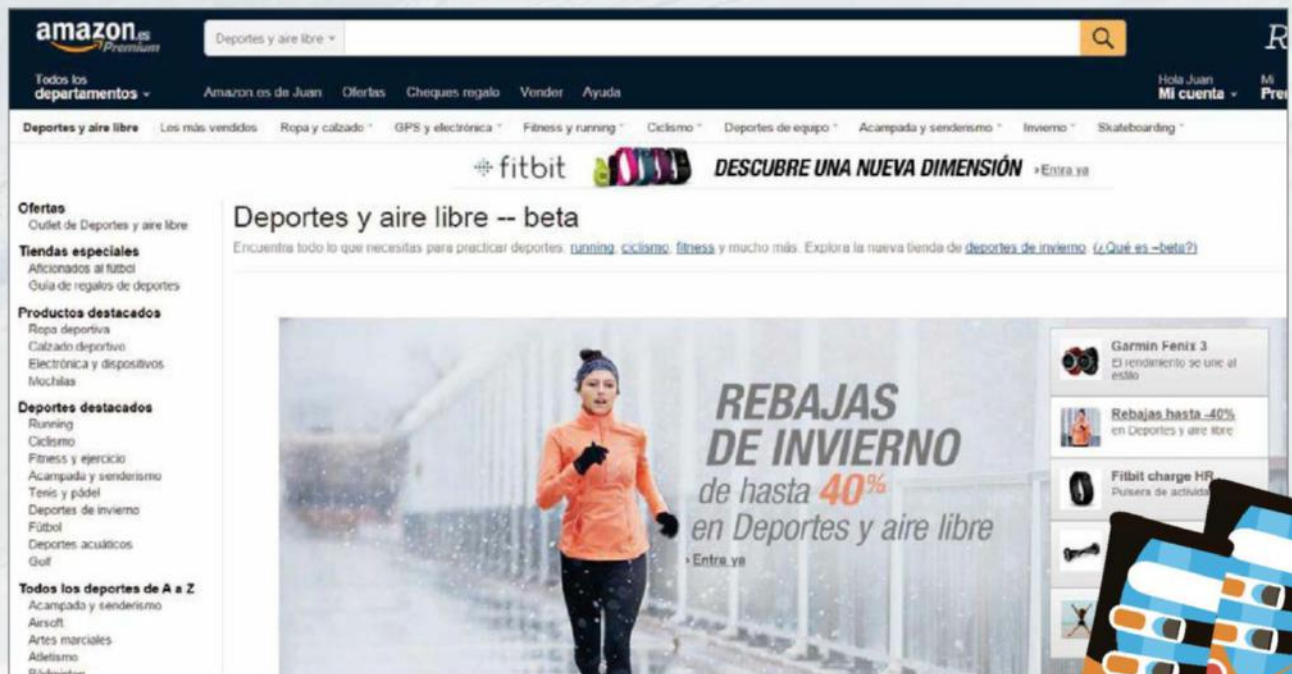 amazon.es
Premium
Deportes y aire libre
Todos los
departamentos
Amazon.es de Juan Ofertas Cheques regalo Vender Ayuda
Hola Juan
Mi cuenta
Mi
Deportes y aire libre Los más vendidos Ropa y calzado GPS y electrónica Fitness y running Ciclismo Deportes de equipo Acampada y senderismo Invierno Skateboarding
fitbit DESCUBRE UNA NUEVA DIMENSIÓN ›Entra ya
Ofertas
Outlet de Deportes y aire libre
Tiendas especiales
Aficionados al fútbol
Guía de regalos de deportes
Productos destacados
Ropa deportiva
Calzado deportivo
Electrónica y dispositivos
Mochilas
Deportes destacados
Running
Ciclismo
Fitness y ejercicio
Acampada y senderismo
Tenis y pádel
Deportes de invierno
Fútbol
Deportes acuáticos
Golf
Todos los deportes de A a Z
Acampada y senderismo
Airsoft
Artes marciales
Atletismo
Deportes y aire libre -- beta
Encuentra todo lo que necesitas para practicar deportes: running, ciclismo, fitness y mucho más. Explora la nueva tienda de deportes de invierno. (¿Qué es –beta?)
REBAJAS
DE INVIERNO
de hasta 40%
en Deportes y aire libre
› Entra ya
Garmin Fenix 3
El rendimiento se une al
estilo
Rebajas hasta -40%
en Deportes y aire libre
Fitbit charge HR
Pulsera de